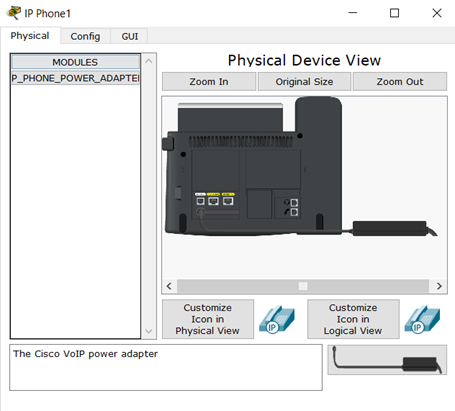 IP Phone1
Physical
Config
GUI
MODULES
P_PHONE_POWER_ADAPTE
Physical Device View
Zoom In
Original Size
Zoom Out
Customize
Icon in
Physical View
IP
Customize
Icon in
Logical View
IP
The Cisco VoIP power adapter